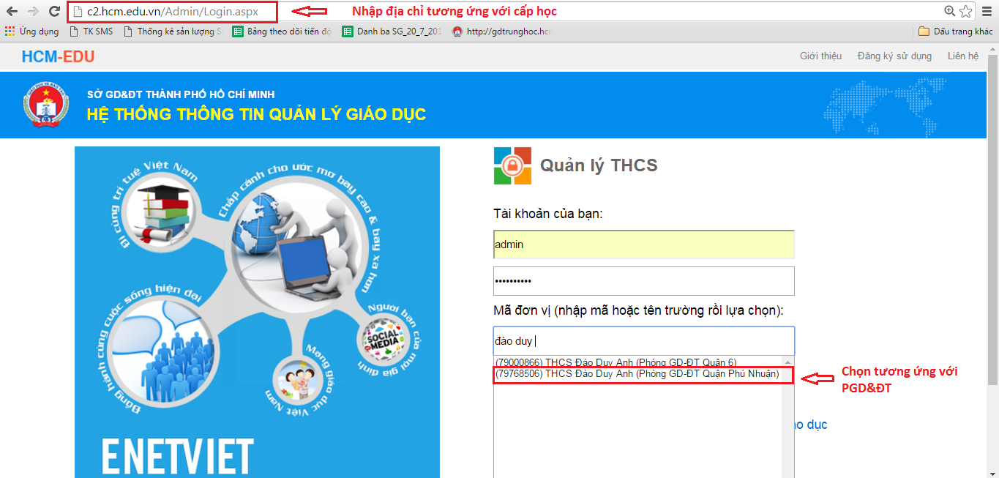 c2.hcm.edu.vn/Admin/Login.aspx
Nhập địa chỉ tương ứng với cấp học
Ứng dụng
TK SMS
Thống kê sản lượng S
Bảng theo dõi tiến độ
Danh ba SG_20_7_201
http://gdtrunghoc.hcm
Dấu trang khác
HCM-EDU
Giới thiệu
Đăng ký sử dụng
Liên hệ
SỞ GD&ĐT THÀNH PHỐ HỒ CHÍ MINH
HỆ THỐNG THÔNG TIN QUẢN LÝ GIÁO DỤC
Đi cùng trí tuệ Việt Nam
Chắp cánh cho ước mơ bay cao & bay xa hơn
Đồng hành cùng cuộc sống hiện đại
Người bạn của mọi gia đình
SOCIAL
MEDIA
Mạng giáo dục Việt Nam
ENETVIET
Quản lý THCS
Tài khoản của bạn:
admin
••••••••••
Mã đơn vị (nhập mã hoặc tên trường rồi lựa chọn):
đào duy
(79000866) THCS Đào Duy Anh (Phòng GD-ĐT Quận 6)
(79768506) THCS Đào Duy Anh (Phòng GD-ĐT Quận Phú Nhuận)
Chọn tương ứng với
PGD&ĐT
áo dục